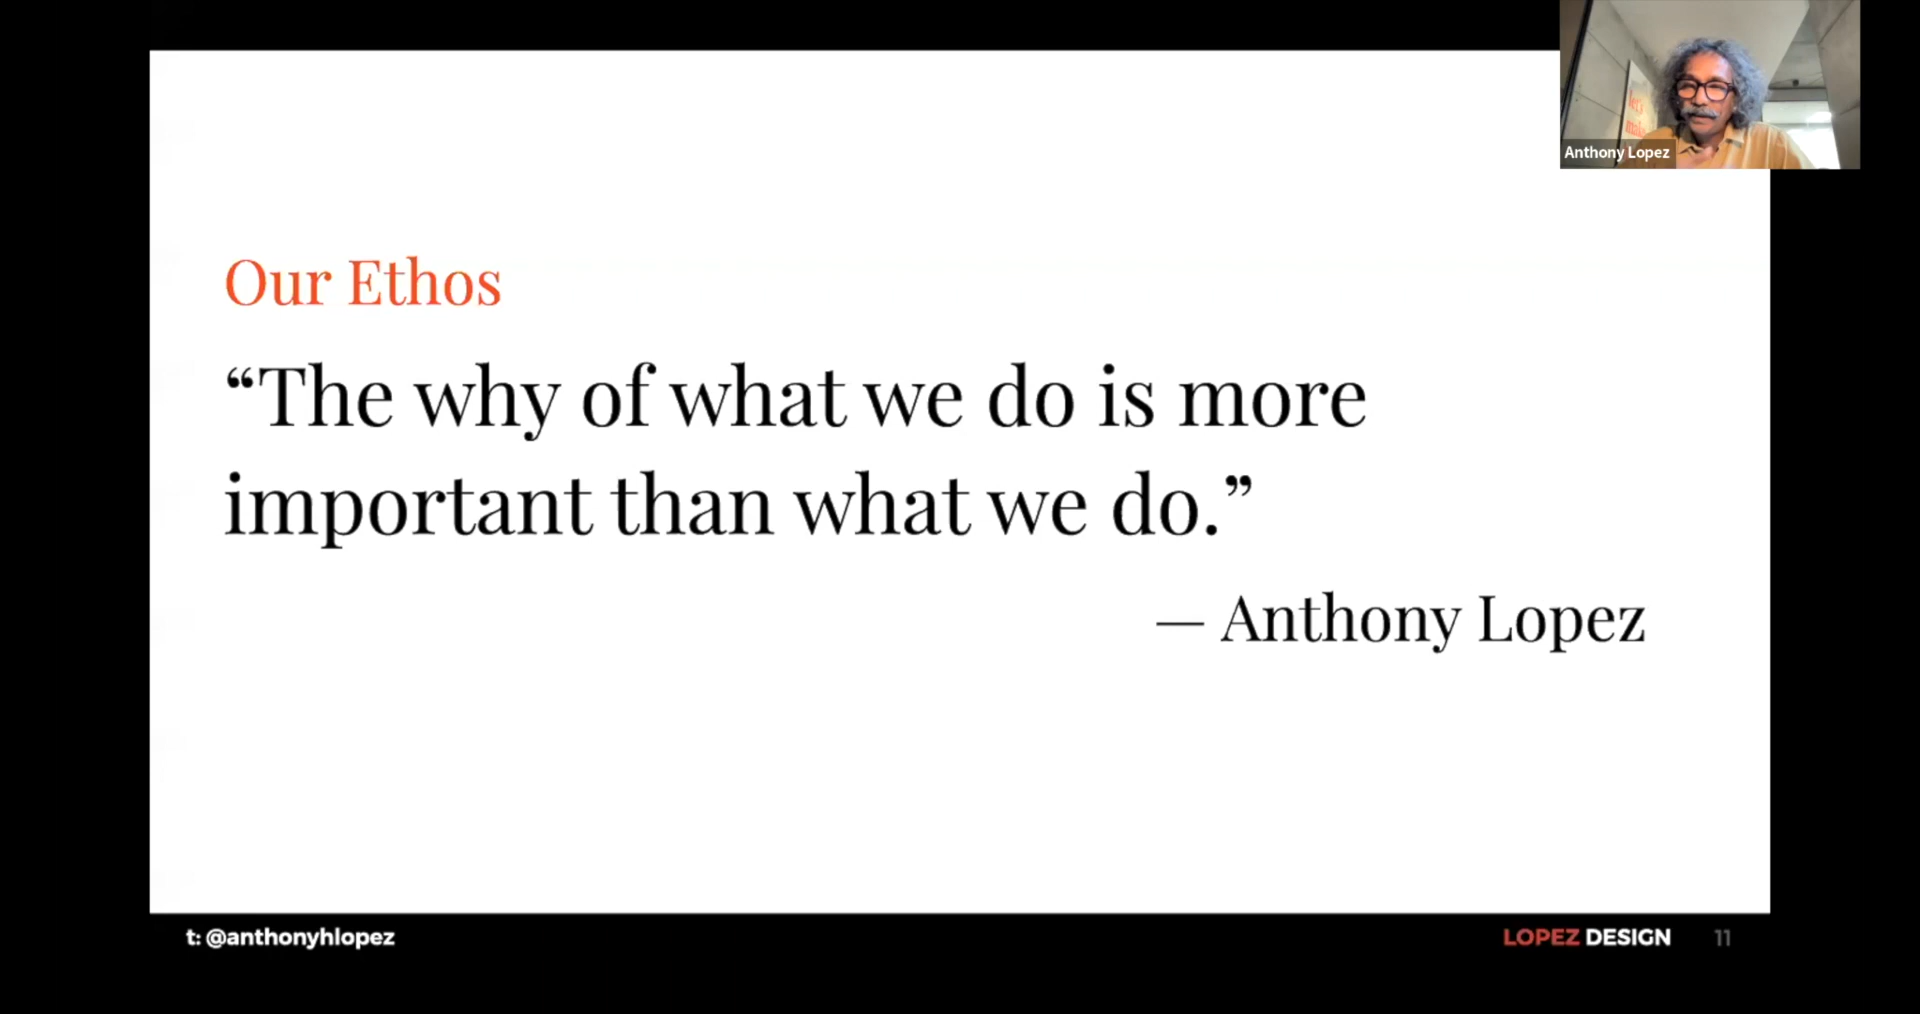 Our Ethos
“The why of what we do is more
important than what we do.”
— Anthony Lopez
let's
Anthony Lopez
t: @anthonyhlopez
LOPEZ DESIGN 11